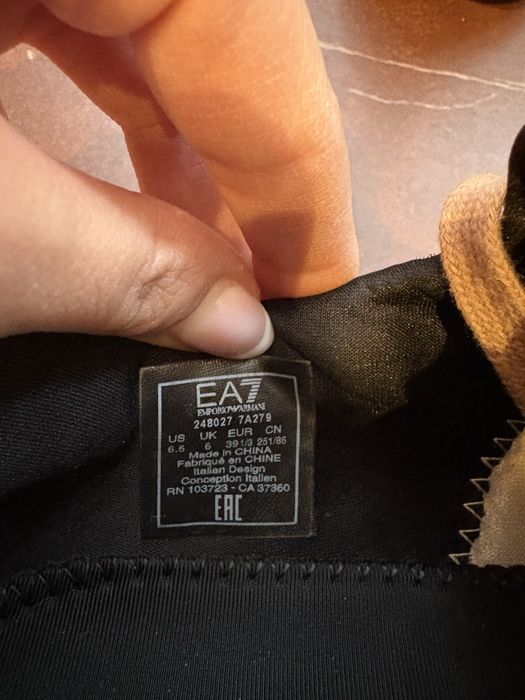 EA7
EMPORIO ARMANI
248027 7A279
US UK EUR CN
6.5 6 39 1/3 251/85
Made in CHINA
Fabriqué en CHINE
Italian Design
Conception Italien
RN 103723 - CA 37360
EAC